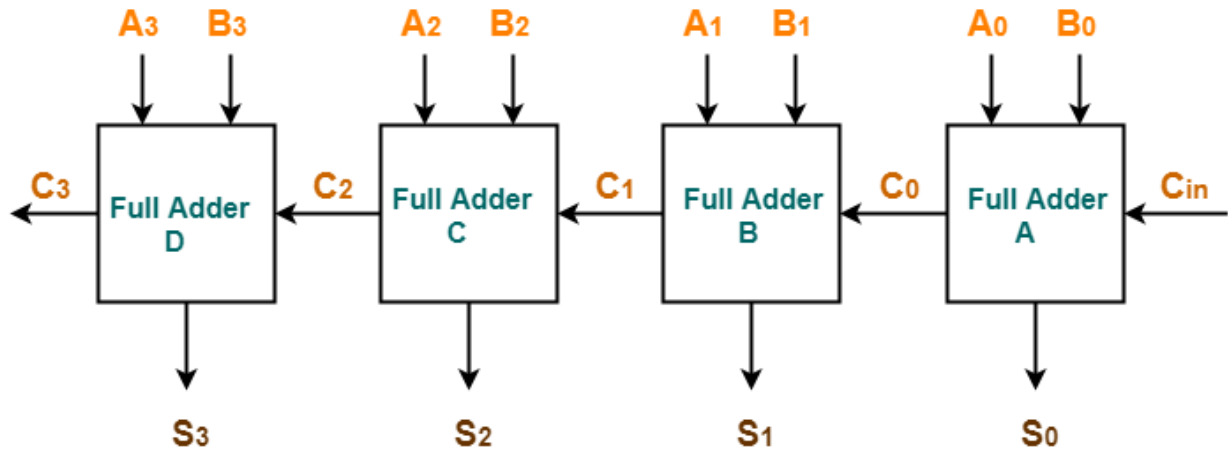 A3 B3 A2 B2 A1 B1 A0 B0
C3 C2 C1 C0 Cin
Full Adder Full Adder Full Adder Full Adder
D C B A
S3 S2 S1 S0